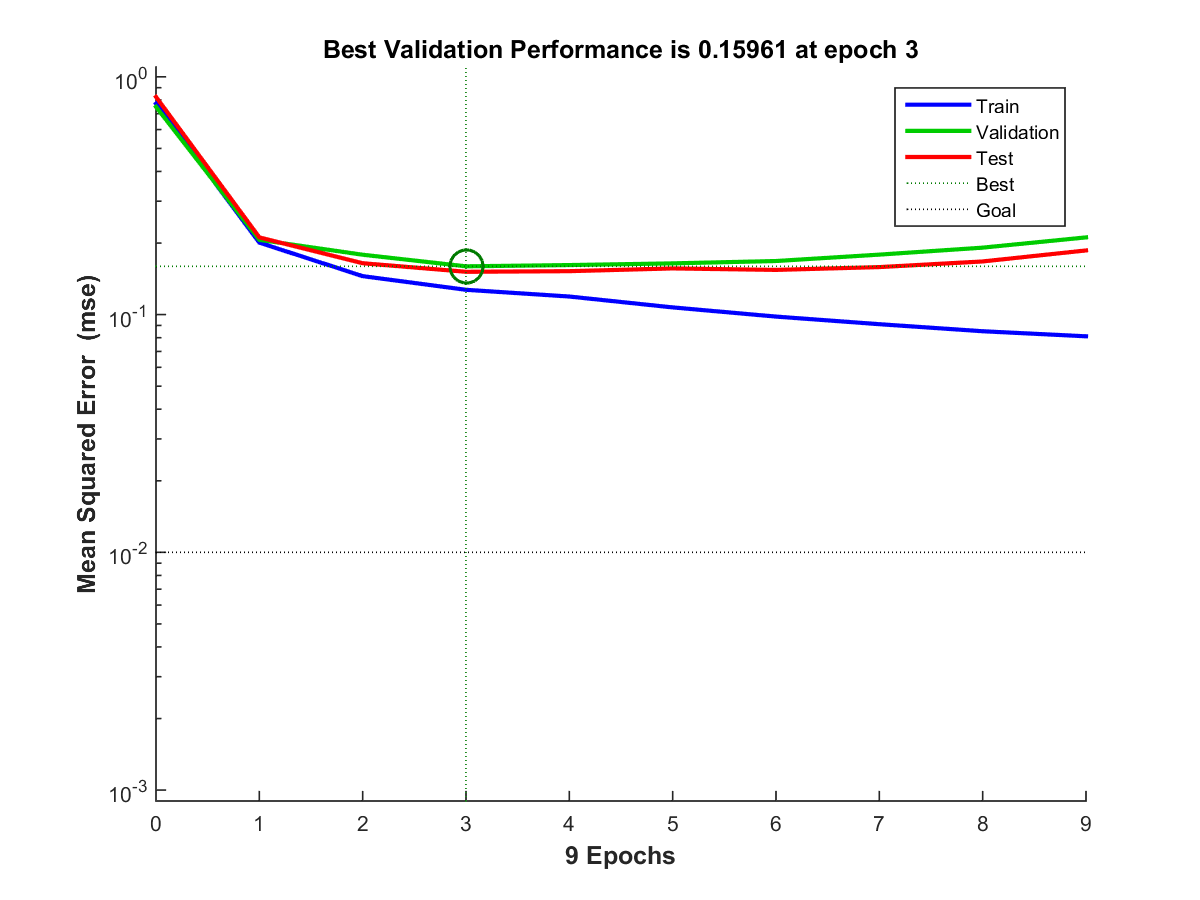 Best Validation Performance is 0.15961 at epoch 3
Train
Validation
Test
Best
Goal
10^0
10^-1
10^-2
10^-3
Mean Squared Error (mse)
0 1 2 3 4 5 6 7 8 9
9 Epochs